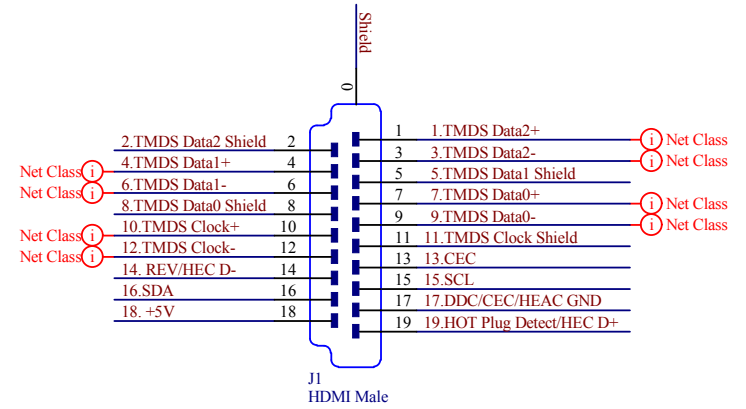 Shield
0
2.TMDS Data2 Shield 2
1 1.TMDS Data2+
i Net Class
Net Class i
4.TMDS Data1+ 4
3 3.TMDS Data2-
i Net Class
Net Class i
6.TMDS Data1- 6
5 5.TMDS Data1 Shield
8.TMDS Data0 Shield 8
7 7.TMDS Data0+
i Net Class
Net Class i
10.TMDS Clock+ 10
9 9.TMDS Data0-
i Net Class
Net Class i
12.TMDS Clock- 12
11 11.TMDS Clock Shield
14. REV/HEC D- 14
13 13.CEC
16.SDA 16
15 15.SCL
18. +5V 18
17 17.DDC/CEC/HEAC GND
19 19.HOT Plug Detect/HEC D+
J1
HDMI Male